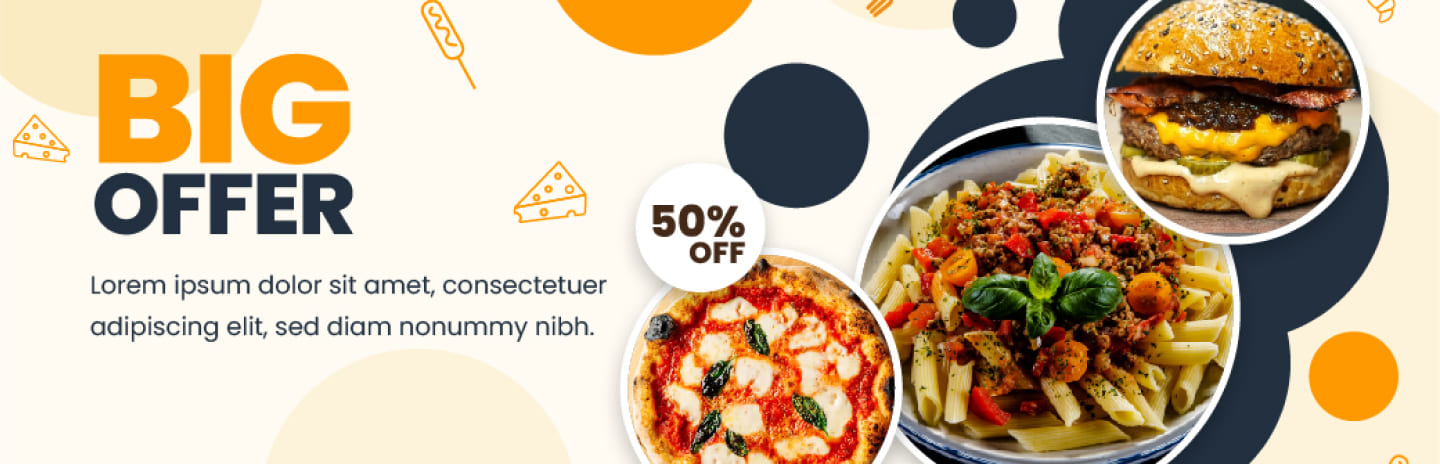 BIG
OFFER
Lorem ipsum dolor sit amet, consectetuer
adipiscing elit, sed diam nonummy nibh.
50%
OFF